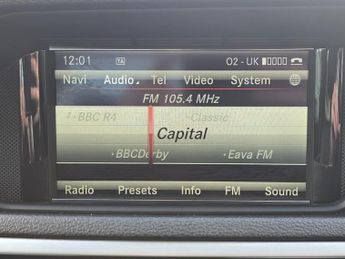 12:01 TA O2 - UK
Navi Audio Tel Video System
FM 105.4 MHz
BBC R4 Classic
Capital
BBCDerby Eava FM
Radio Presets Info FM Sound